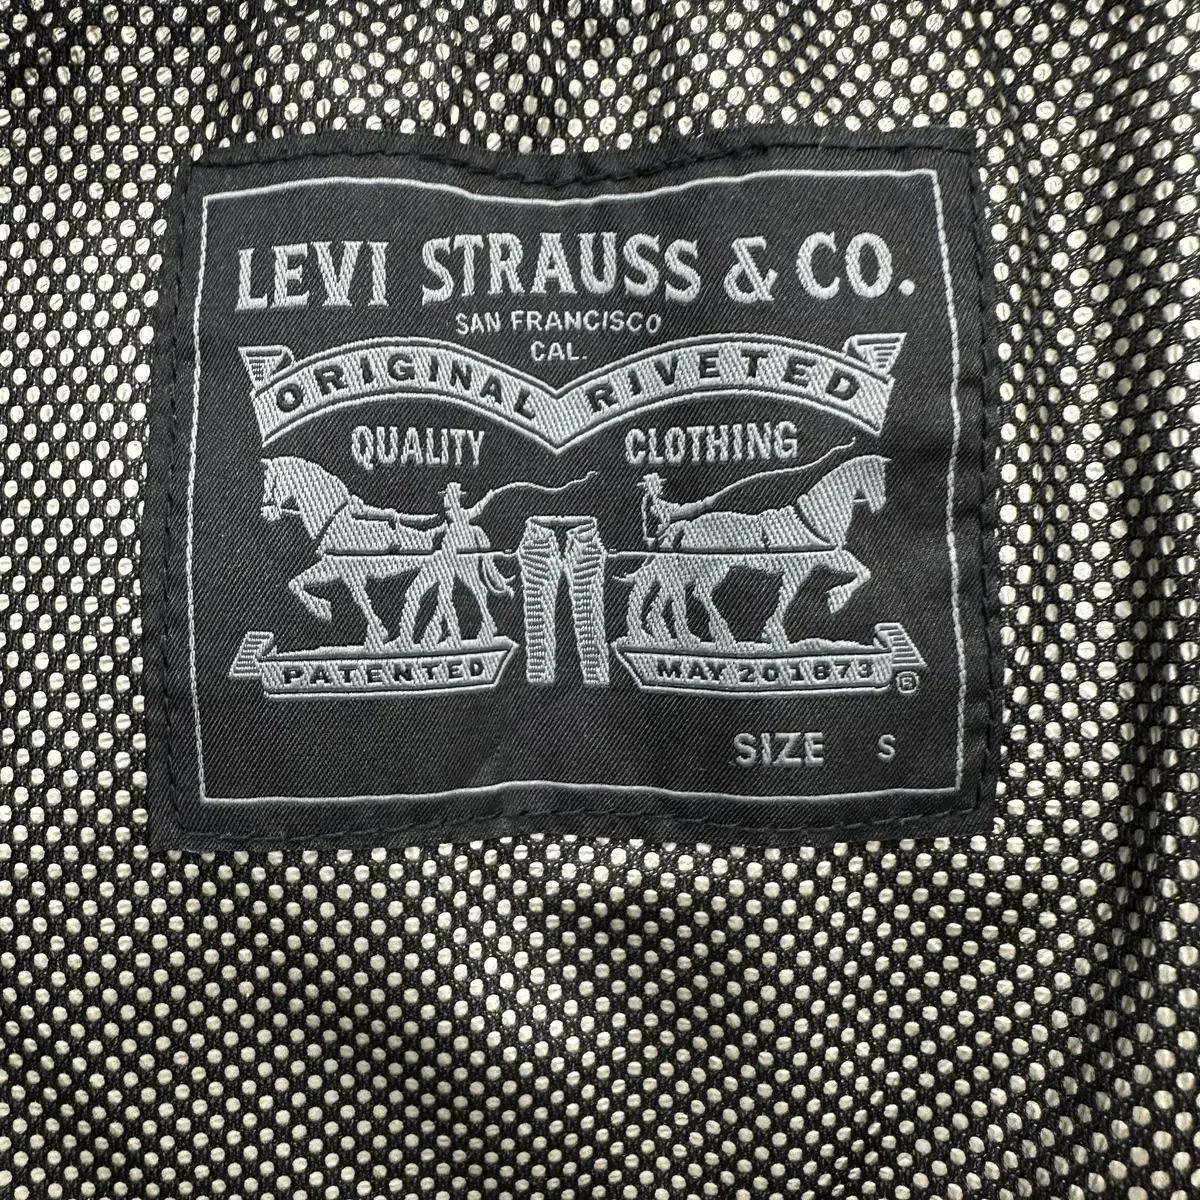 LEVI STRAUSS & CO.
SAN FRANCISCO
CAL.
ORIGINAL RIVETED
QUALITY CLOTHING
PATENTED MAY 20 1873
®
SIZE S